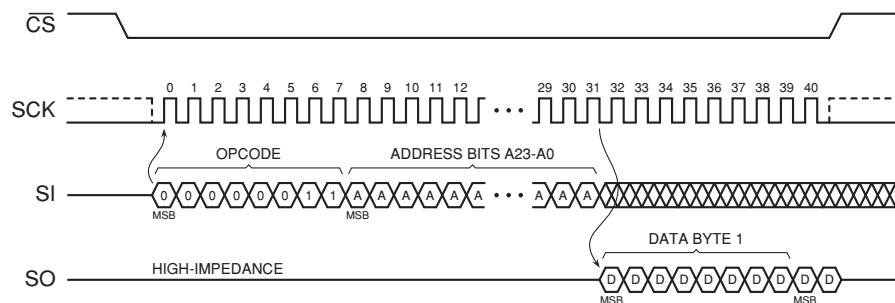 CS
0 1 2 3 4 5 6 7 8 9 10 11 12 29 30 31 32 33 34 35 36 37 38 39 40
SCK
OPCODE ADDRESS BITS A23-A0
SI 0 0 0 0 0 0 1 1 A A A A A A A A A
MSB MSB
DATA BYTE 1
SO HIGH-IMPEDANCE D D D D D D D D D D
MSB MSB